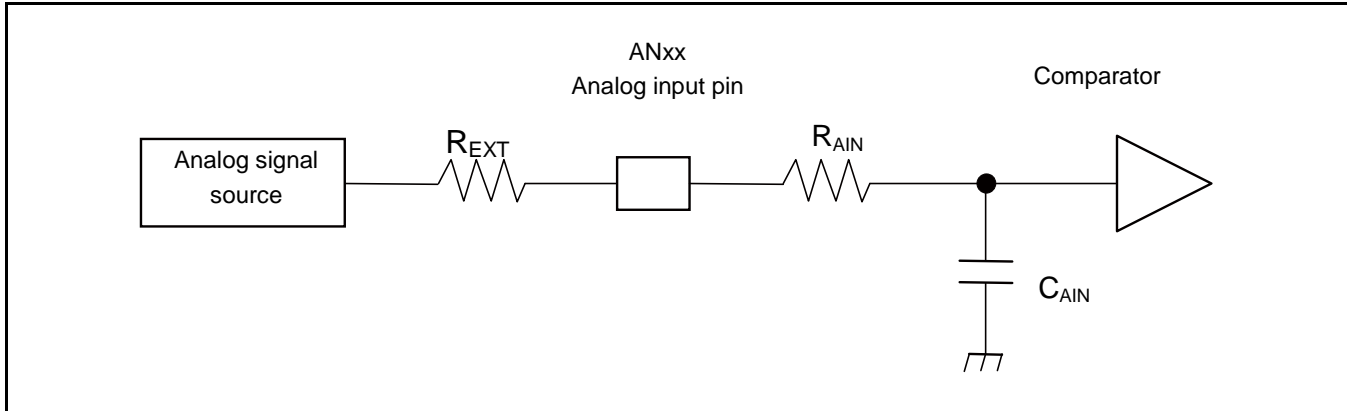 ANxx
Analog input pin
Comparator
Analog signal
source
REXT
RAIN
CAIN